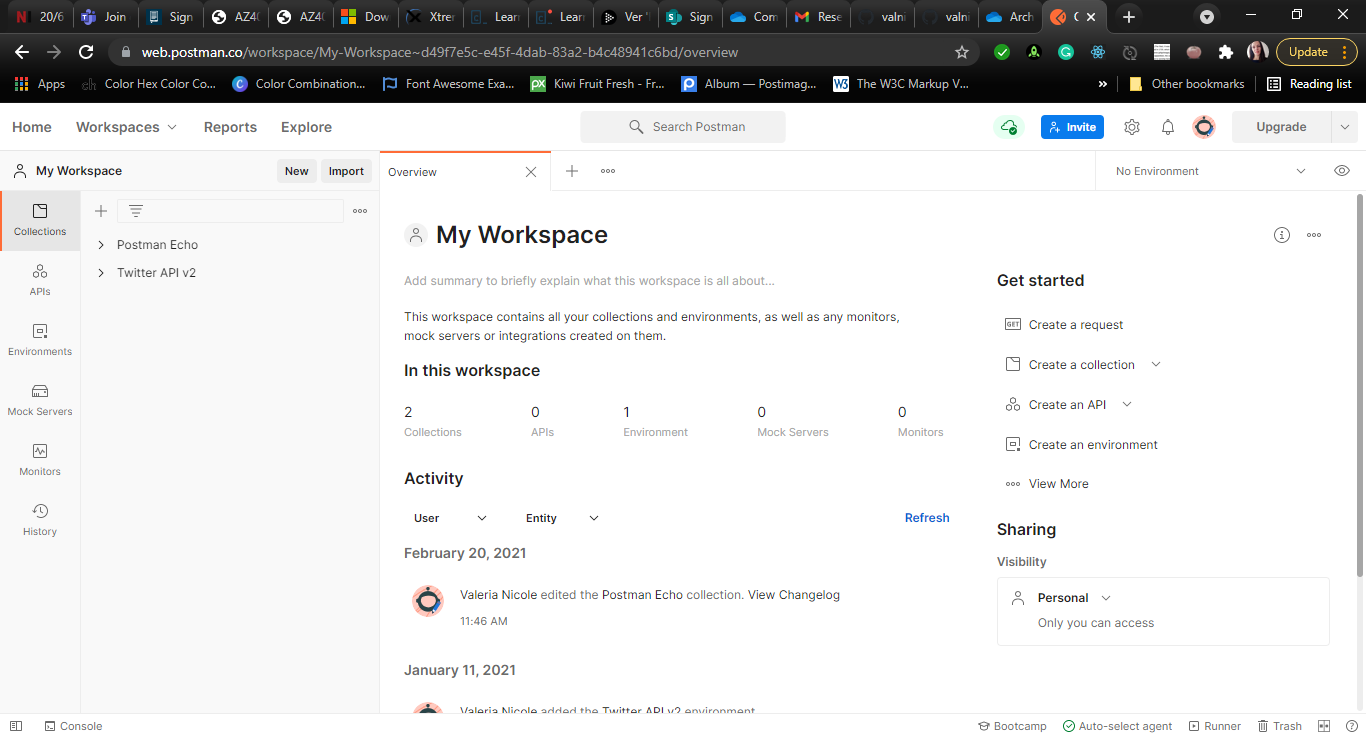 20/6
Join
Sign
AZ40
AZ40
Dow
Xtrer
Learn
Learn
Ver
Sign
Com
Rese
valni
valni
Arch
web.postman.co/workspace/My-Workspace~d49f7e5c-e45f-4dab-83a2-b4c48941c6bd/overview
Update
Apps
Color Hex Color Co...
Color Combination...
Font Awesome Exa...
Kiwi Fruit Fresh - Fr...
Album — Postimag...
The W3C Markup V...
»
Other bookmarks
Reading list
Home
Workspaces
Reports
Explore
Search Postman
Invite
Upgrade
My Workspace
New
Import
Overview
No Environment
Collections
APIs
Environments
Mock Servers
Monitors
History
Postman Echo
Twitter API v2
My Workspace
Add summary to briefly explain what this workspace is all about...
This workspace contains all your collections and environments, as well as any monitors,
mock servers or integrations created on them.
In this workspace
2 0 1 0 0
Collections APIs Environment Mock Servers Monitors
Activity
User
Entity
Refresh
February 20, 2021
Valeria Nicole edited the Postman Echo collection. View Changelog
11:46 AM
January 11, 2021
Valeria Nicole added the Twitter API v2 environment
Get started
GET Create a request
Create a collection
Create an API
Create an environment
View More
Sharing
Visibility
Personal
Only you can access
Console
Bootcamp
Auto-select agent
Runner
Trash